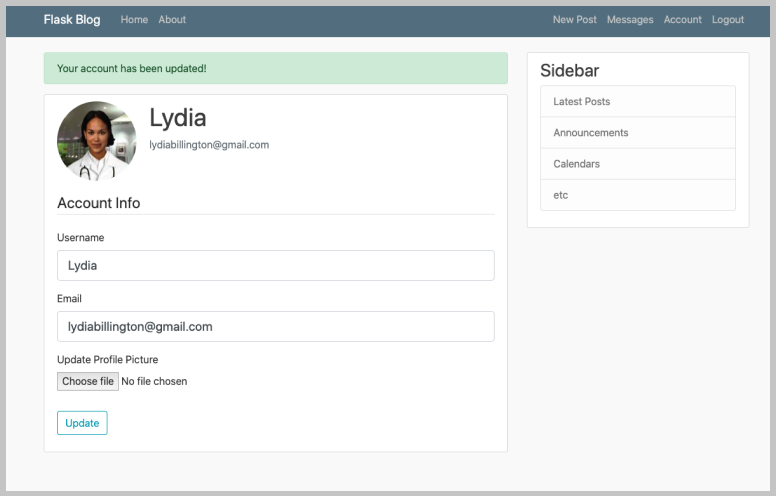 Flask Blog Home About New Post Messages Account Logout
Your account has been updated!
Lydia
lydiabillington@gmail.com
Account Info
Username
Lydia
Email
lydiabillington@gmail.com
Update Profile Picture
Choose file No file chosen
Update
Sidebar
Latest Posts
Announcements
Calendars
etc